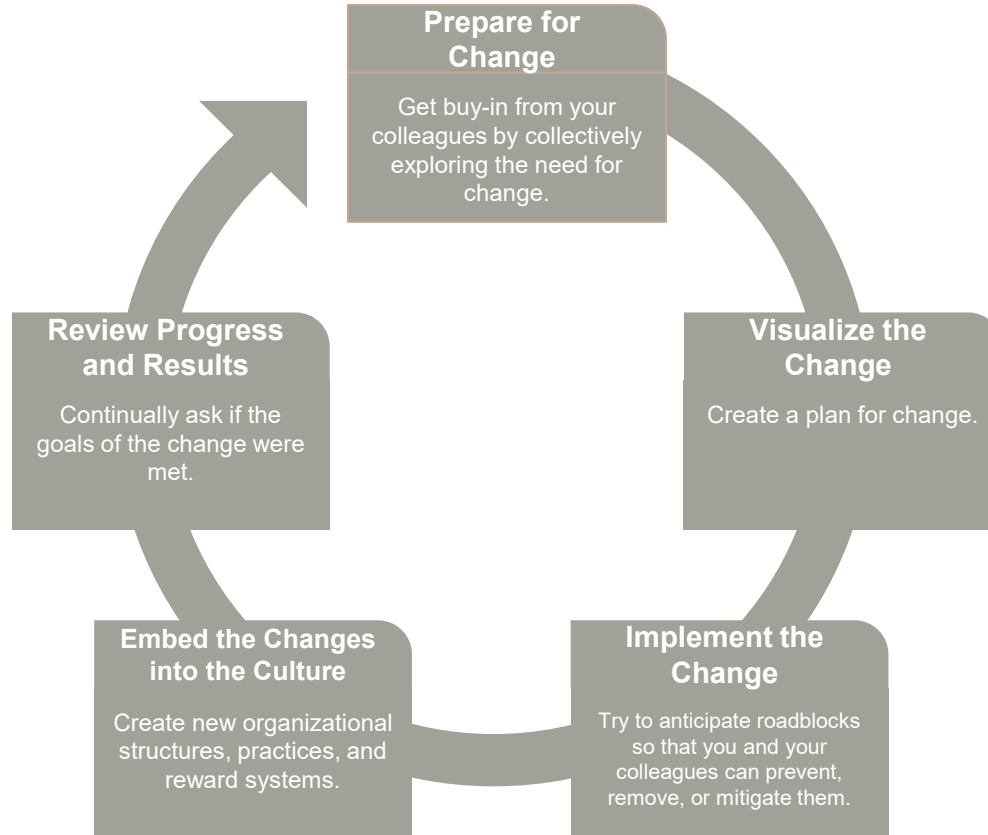 Prepare for
Change
Get buy-in from your
colleagues by collectively
exploring the need for
change.
Visualize the
Change
Create a plan for change.
Implement the
Change
Try to anticipate roadblocks
so that you and your
colleagues can prevent,
remove, or mitigate them.
Embed the Changes
into the Culture
Create new organizational
structures, practices, and
reward systems.
Review Progress
and Results
Continually ask if the
goals of the change were
met.